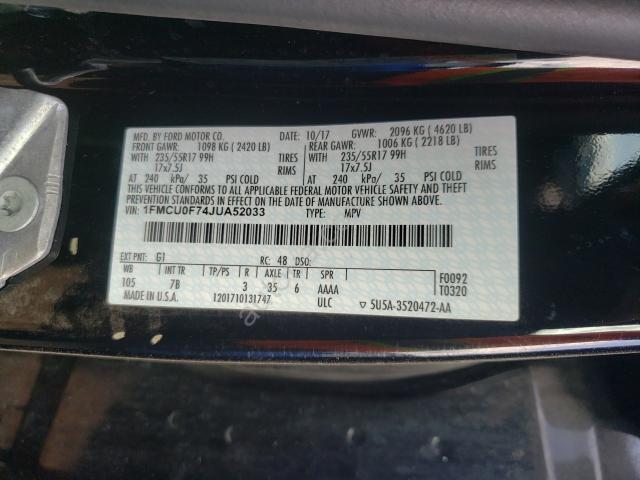 MFD. BY FORD MOTOR CO. DATE: 10/17 GVWR: 2096 KG ( 4620 LB)
FRONT GAWR: 1098 KG ( 2420 LB) REAR GAWR: 1006 KG ( 2218 LB)
WITH 235/55R17 99H TIRES WITH 235/55R17 99H TIRES
17x7.5J RIMS 17x7.5J RIMS
AT 240 kPa/ 35 PSI COLD AT 240 kPa/ 35 PSI COLD
THIS VEHICLE CONFORMS TO ALL APPLICABLE FEDERAL MOTOR VEHICLE SAFETY AND THEFT
PREVENTION STANDARDS IN EFFECT ON THE DATE OF MANUFACTURE SHOWN ABOVE.
VIN: 1FMCU0F74JUA52033 TYPE: MPV
EXT PNT: G1 RC: 48 DSO:
WB INT TR TP/PS R AXLE TR SPR F0092
105 7B 3 35 6 AAAA T0320
MADE IN U.S.A. 1201710131747 ULC ▽ 5U5A-3520472-AA